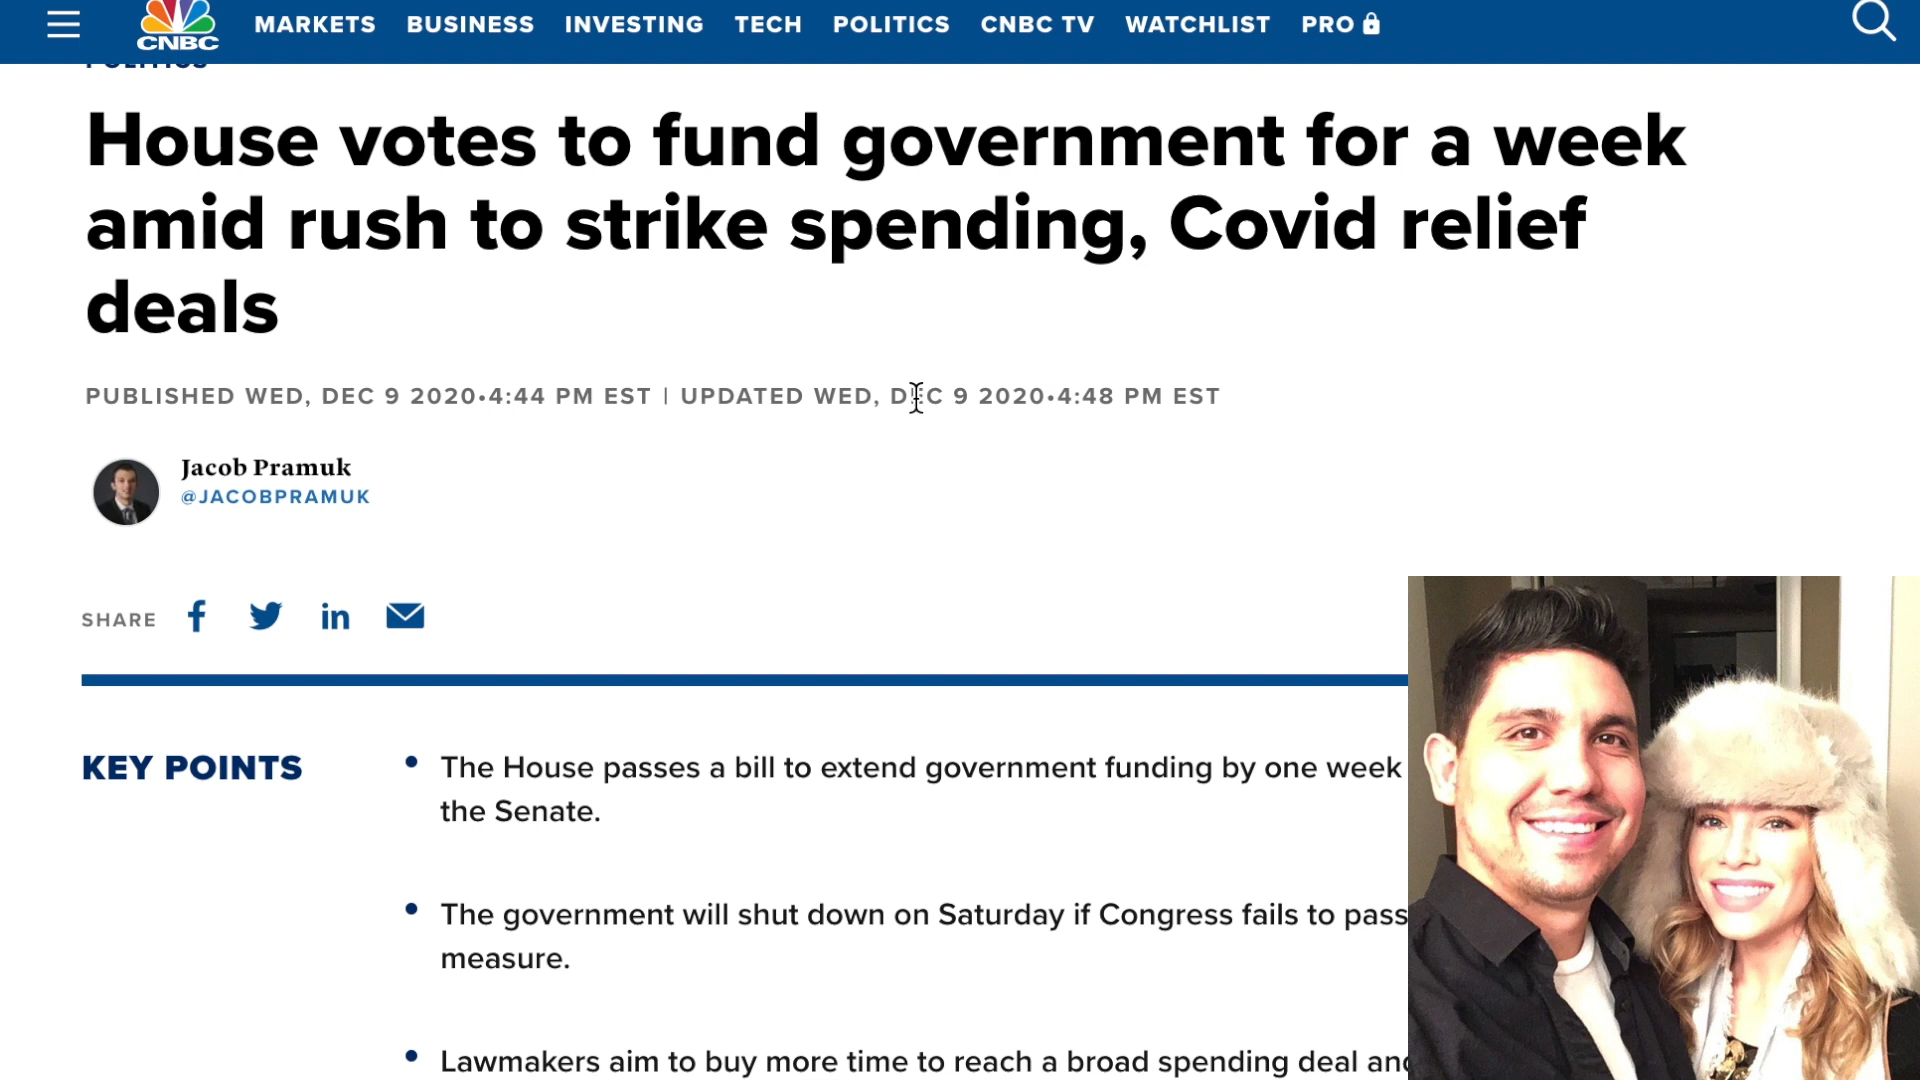 CNBC
MARKETS BUSINESS INVESTING TECH POLITICS CNBC TV WATCHLIST PRO
POLITICS
House votes to fund government for a week
amid rush to strike spending, Covid relief
deals
PUBLISHED WED, DEC 9 2020•4:44 PM EST | UPDATED WED, DEC 9 2020•4:48 PM EST
Jacob Pramuk
@JACOBPRAMUK
SHARE
KEY POINTS
• The House passes a bill to extend government funding by one week
the Senate.
• The government will shut down on Saturday if Congress fails to pass
measure.
• Lawmakers aim to buy more time to reach a broad spending deal and